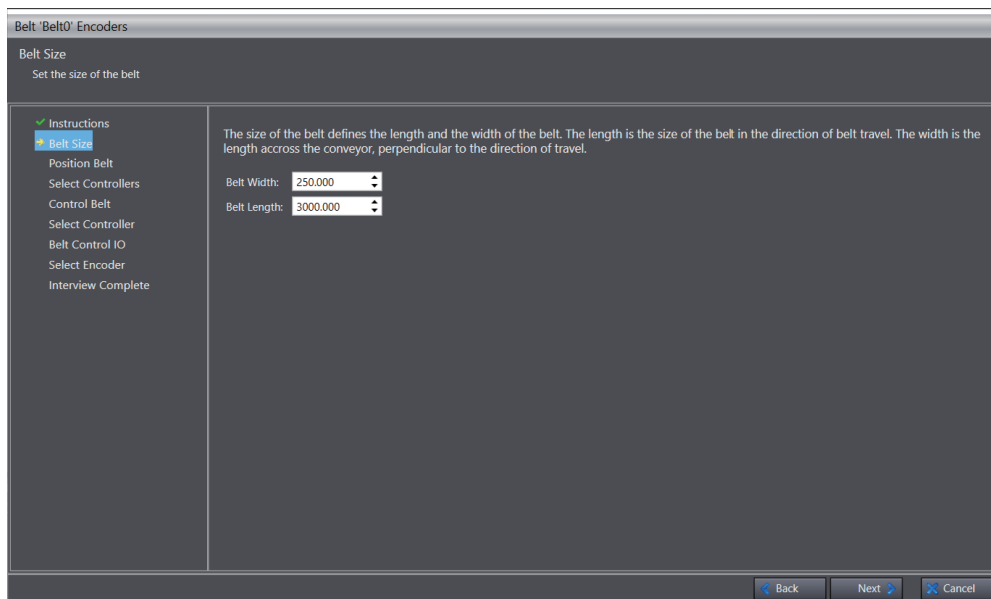 Belt 'Belt0' Encoders
Belt Size
Set the size of the belt
Instructions
Belt Size
Position Belt
Select Controllers
Control Belt
Select Controller
Belt Control IO
Select Encoder
Interview Complete
The size of the belt defines the length and the width of the belt. The length is the size of the belt in the direction of belt travel. The width is the
length accross the conveyor, perpendicular to the direction of travel.
Belt Width: 250.000
Belt Length: 3000.000
Back Next Cancel